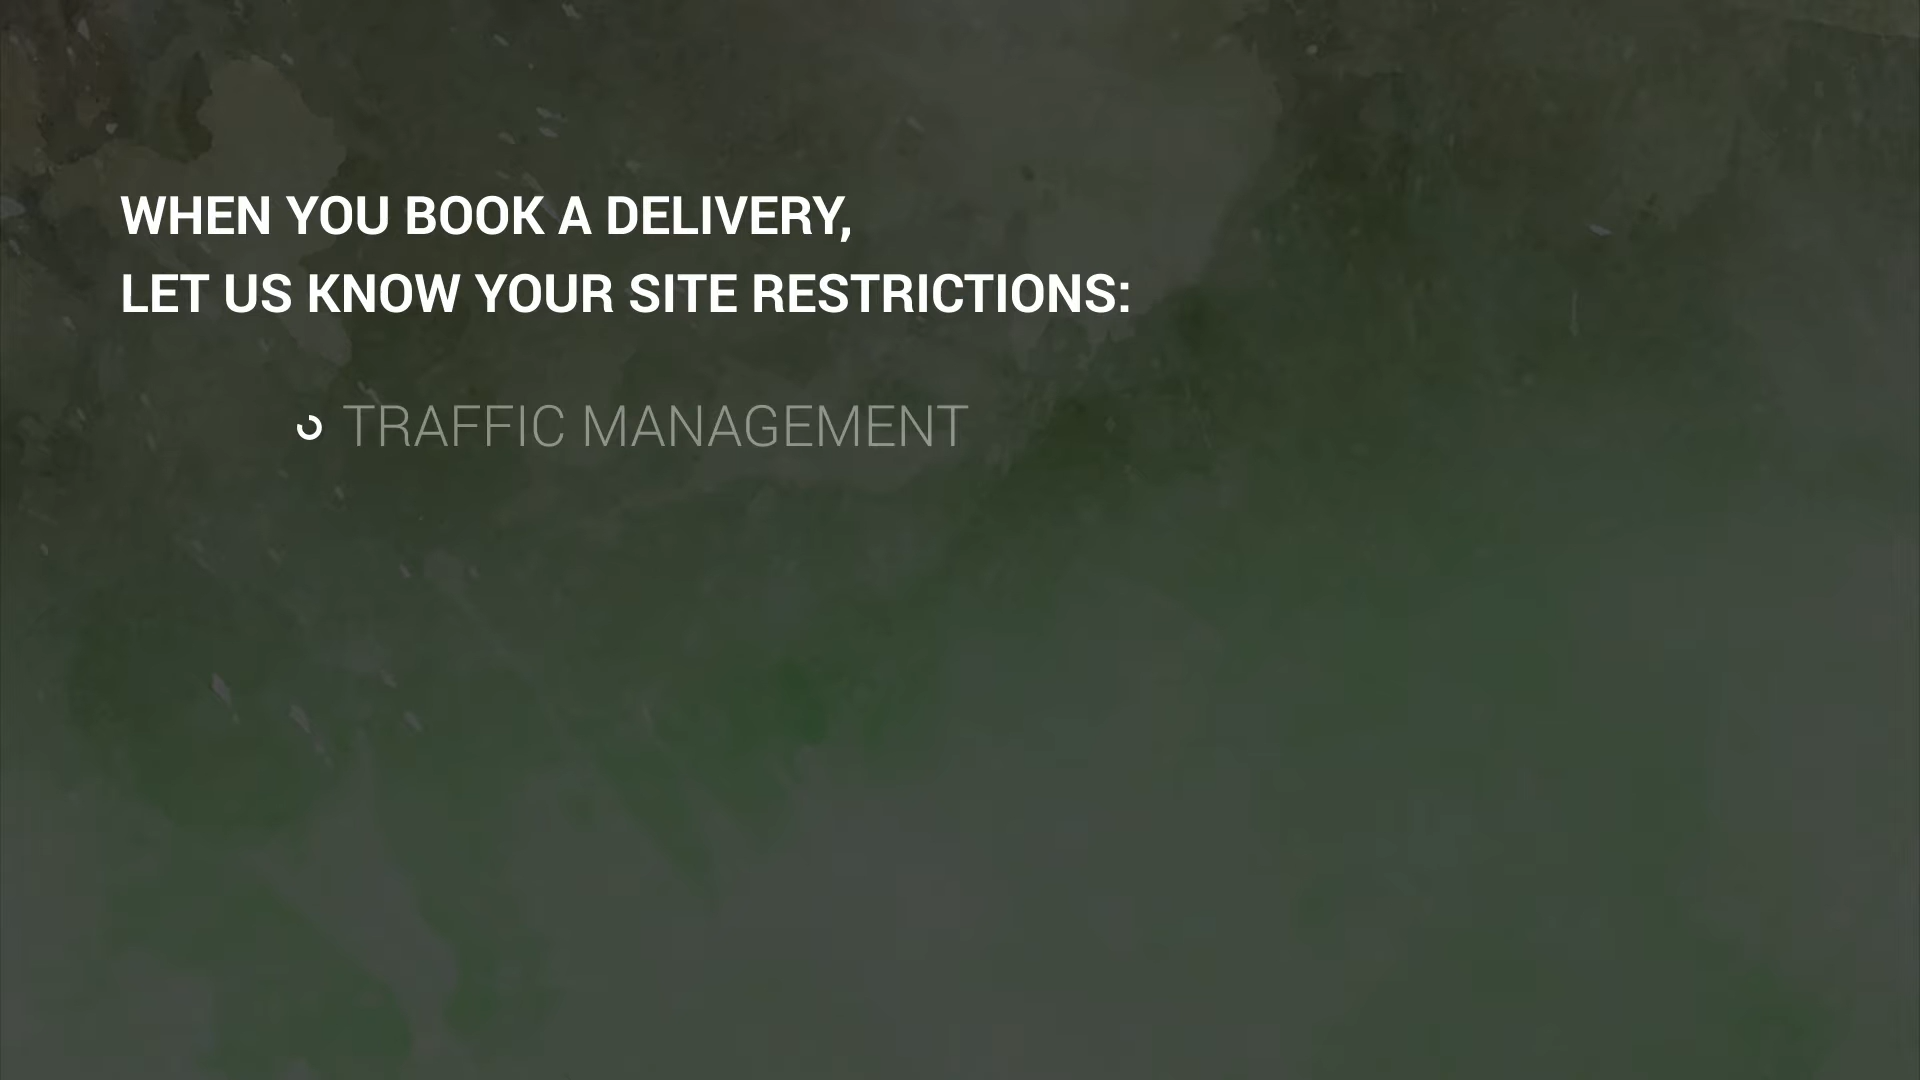 WHEN YOU BOOK A DELIVERY,
LET US KNOW YOUR SITE RESTRICTIONS:
TRAFFIC MANAGEMENT